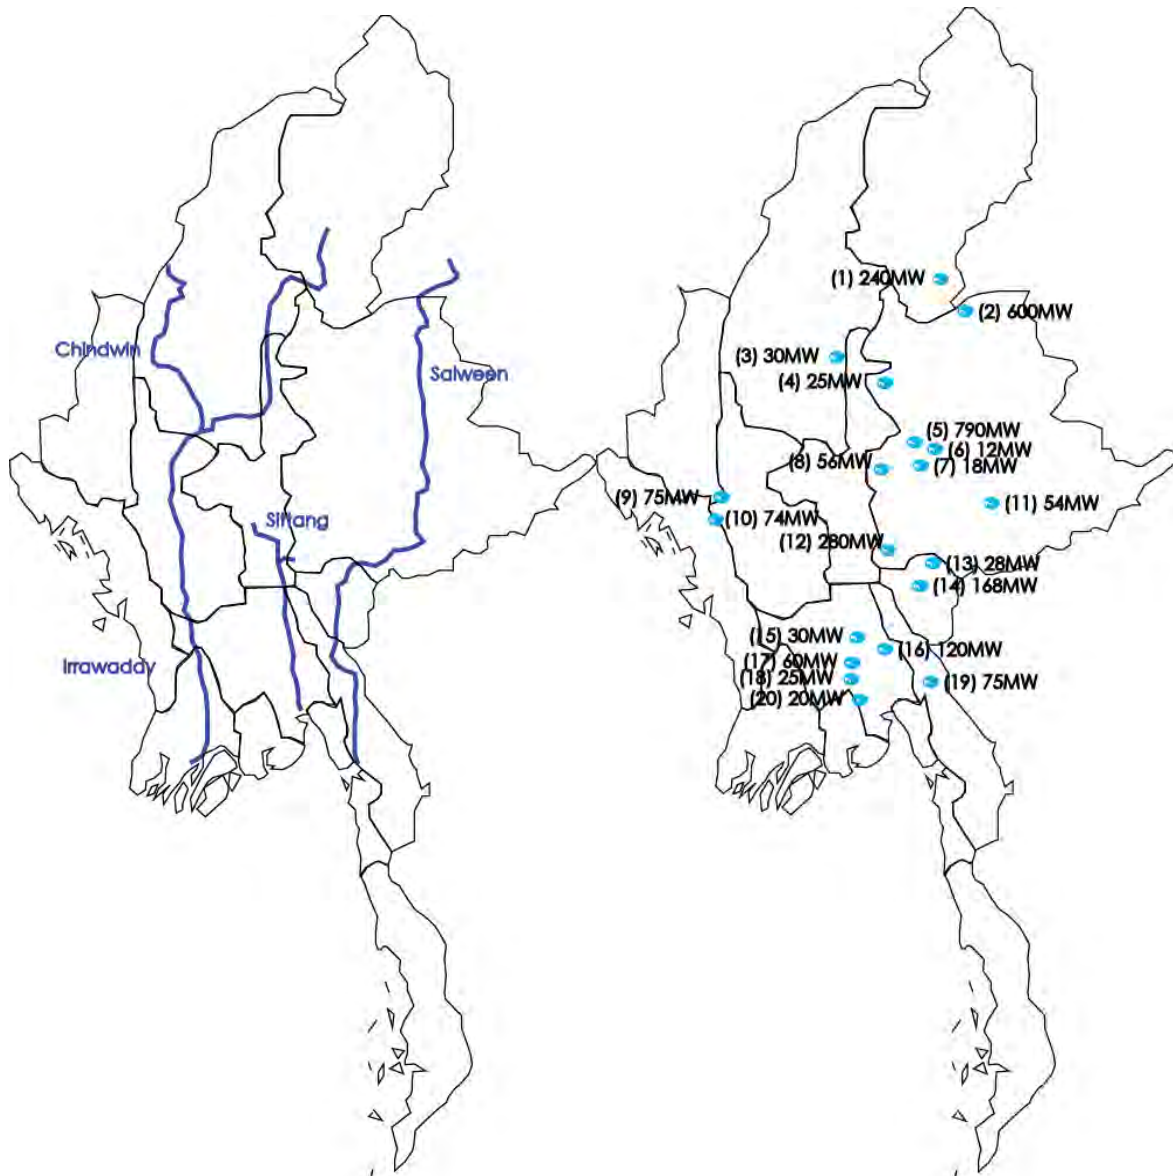 Chindwin
Salween
Sittang
Irrawaddy
(1) 240MW
(2) 600MW
(3) 30MW
(4) 25MW
(5) 790MW
(6) 12MW
(7) 18MW
(8) 56MW
(9) 75MW
(10) 74MW
(11) 54MW
(12) 280MW
(13) 28MW
(14) 168MW
(15) 30MW
(16) 120MW
(17) 60MW
(18) 25MW
(19) 75MW
(20) 20MW